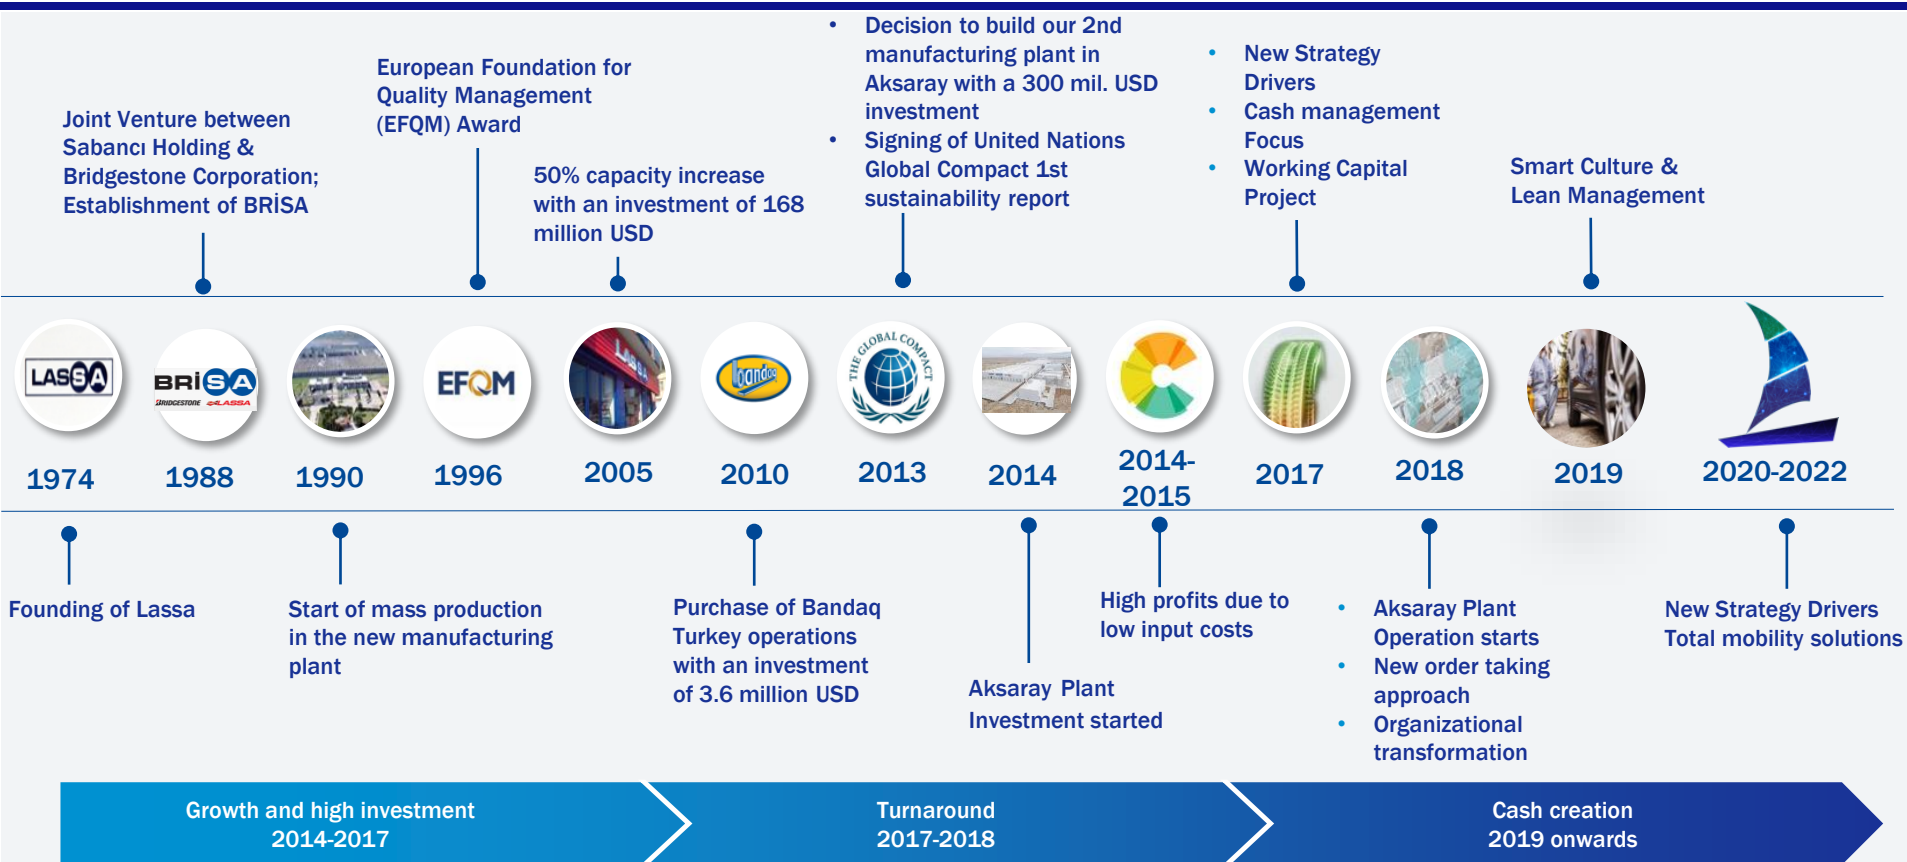 Joint Venture between
Sabancı Holding &
Bridgestone Corporation;
Establishment of BRİSA
European Foundation for
Quality Management
(EFQM) Award
50% capacity increase
with an investment of 168
million USD
• Decision to build our 2nd
manufacturing plant in
Aksaray with a 300 mil. USD
investment
• Signing of United Nations
Global Compact 1st
sustainability report
• New Strategy
Drivers
• Cash management
Focus
• Working Capital
Project
Smart Culture &
Lean Management
LASSA
BRiSA
BRIDGESTONE LASSA
EFQM
LASSA
bandaq
THE GLOBAL COMPACT
1974
1988
1990
1996
2005
2010
2013
2014
2014-
2015
2017
2018
2019
2020-2022
Founding of Lassa
Start of mass production
in the new manufacturing
plant
Purchase of Bandaq
Turkey operations
with an investment
of 3.6 million USD
Aksaray Plant
Investment started
High profits due to
low input costs
• Aksaray Plant
Operation starts
• New order taking
approach
• Organizational
transformation
New Strategy Drivers
Total mobility solutions
Growth and high investment
2014-2017
Turnaround
2017-2018
Cash creation
2019 onwards